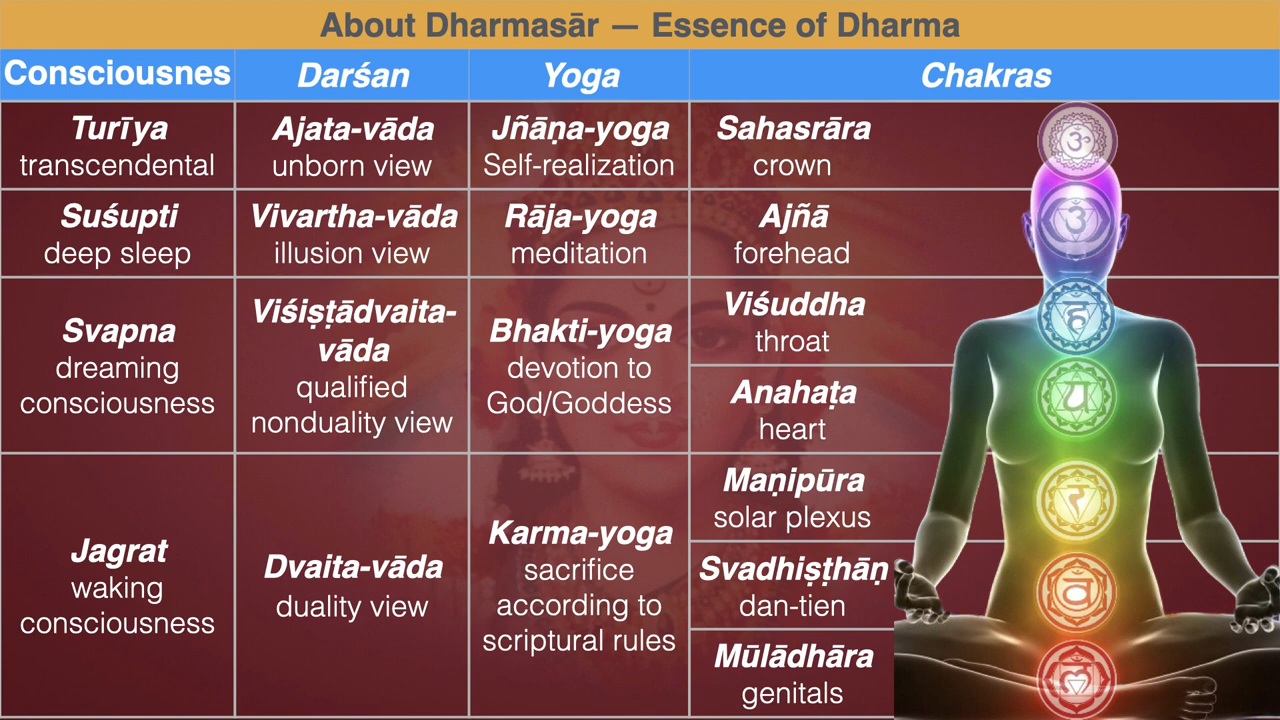 About Dharmasār — Essence of Dharma
Consciousnes
Darśan
Yoga
Chakras
Turīya
transcendental
Ajata-vāda
unborn view
Jñāṇa-yoga
Self-realization
Sahasrāra
crown
Suśupti
deep sleep
Vivartha-vāda
illusion view
Rāja-yoga
meditation
Ajñā
forehead
Svapna
dreaming
consciousness
Viśiṣṭādvaita-
vāda
qualified
nonduality view
Bhakti-yoga
devotion to
God/Goddess
Viśuddha
throat
Anahaṭa
heart
Jagrat
waking
consciousness
Dvaita-vāda
duality view
Karma-yoga
sacrifice
according to
scriptural rules
Maṇipūra
solar plexus
Svadhiṣṭhāṇ
dan-tien
Mūlādhāra
genitals
ॐ
ॐ
हं
यं
रं
वं